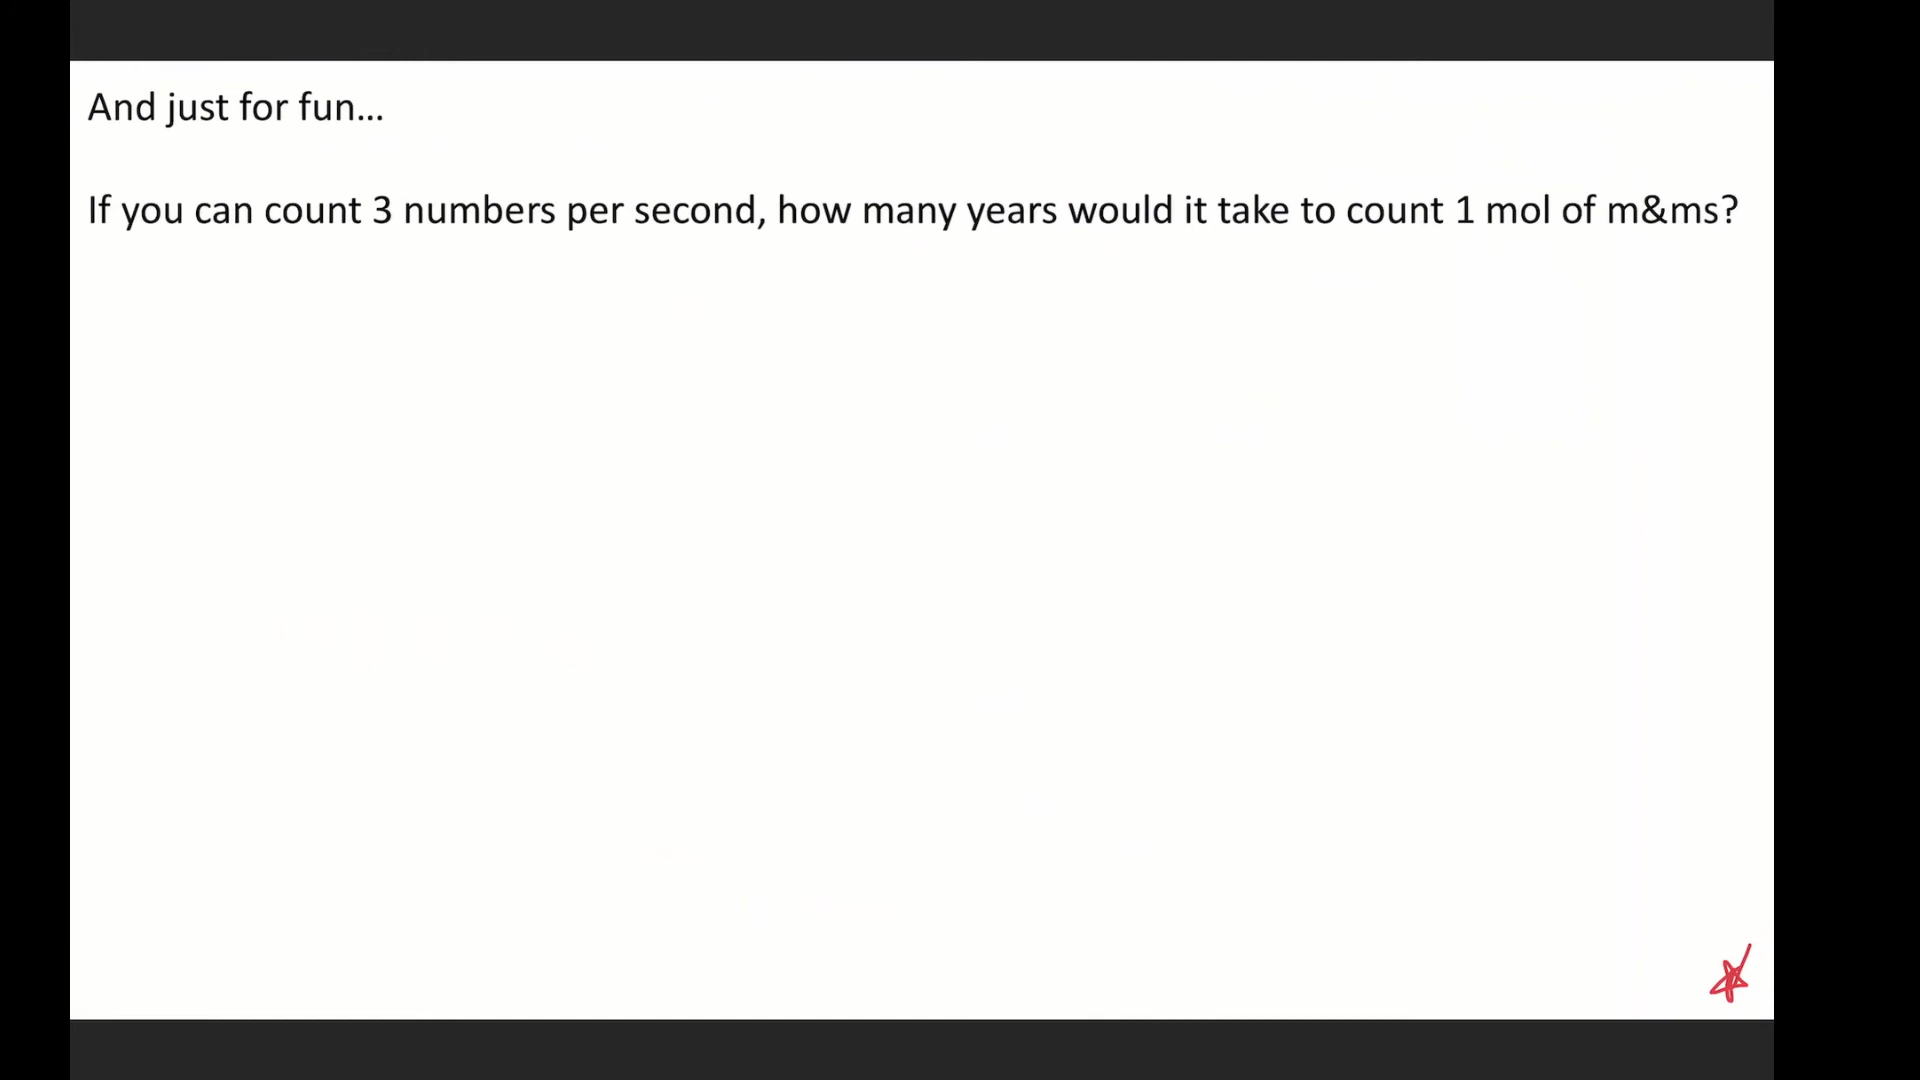 And just for fun...
If you can count 3 numbers per second, how many years would it take to count 1 mol of m&ms?